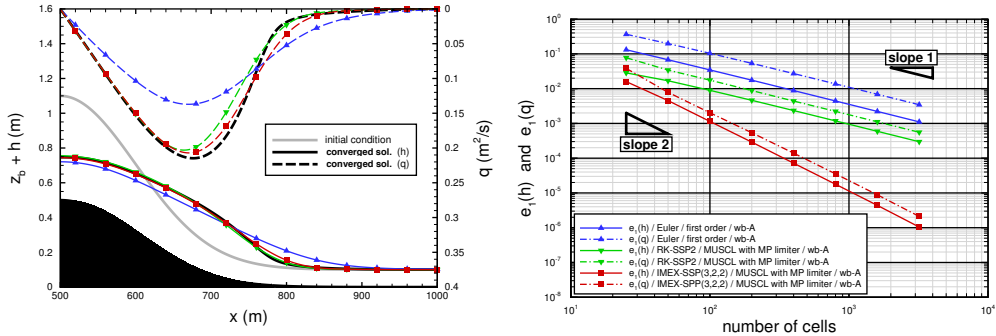 z_b + h (m)
1.6
1.4
1.2
1
0.8
0.6
0.4
0.2
0
500
600
700
800
900
1000
x (m)
0
0.05
0.1
0.15
0.2
0.25
0.3
0.35
0.4
q (m²/s)
initial condition
converged sol. (h)
converged sol. (q)
e₁(h) and e₁(q)
10⁰
10⁻¹
10⁻²
10⁻³
10⁻⁴
10⁻⁵
10⁻⁶
10⁻⁷
10⁻⁸
10¹
10²
10³
10⁴
number of cells
slope 1
slope 2
e₁(h) / Euler / first order / wb-A
e₁(q) / Euler / first order / wb-A
e₁(h) / RK-SSP2 / MUSCL with MP limiter / wb-A
e₁(q) / RK-SSP2 / MUSCL with MP limiter / wb-A
e₁(h) / IMEX-SSP(3,2,2) / MUSCL with MP limiter / wb-A
e₁(q) / IMEX-SPP(3,2,2) / MUSCL with MP limiter / wb-A